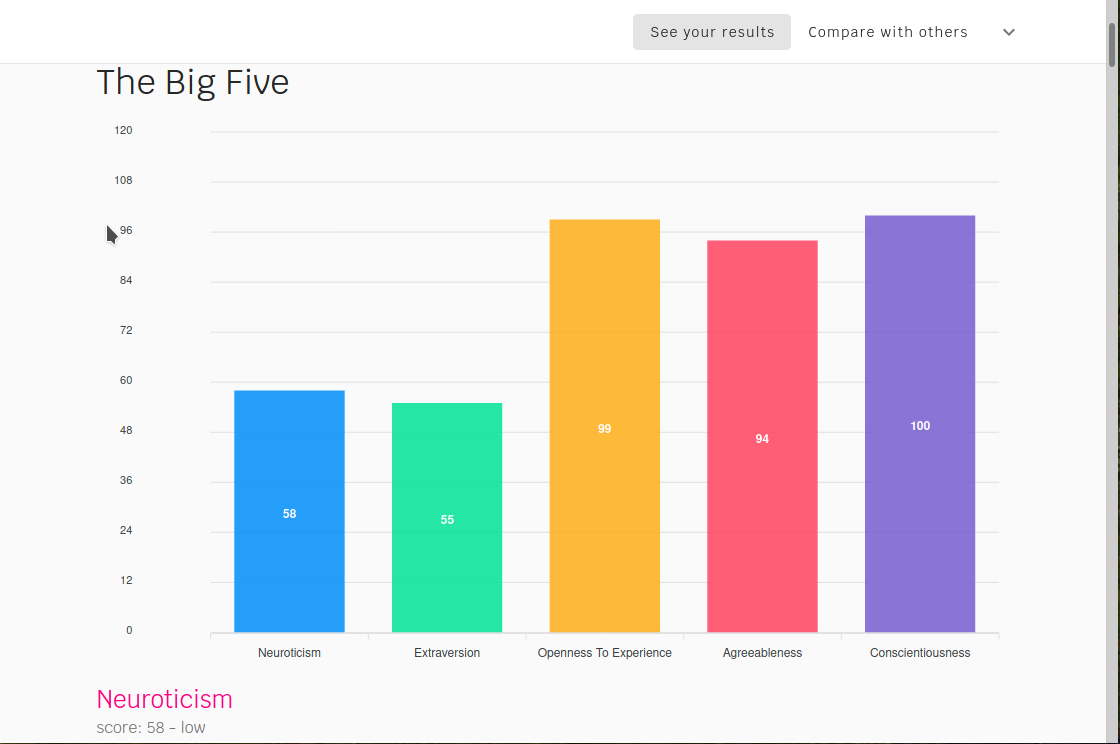 See your results Compare with others
The Big Five
120
108
96
84
72
60
48
36
24
12
0
58 55 99 94 100
Neuroticism Extraversion Openness To Experience Agreeableness Conscientiousness
Neuroticism
score: 58 - low